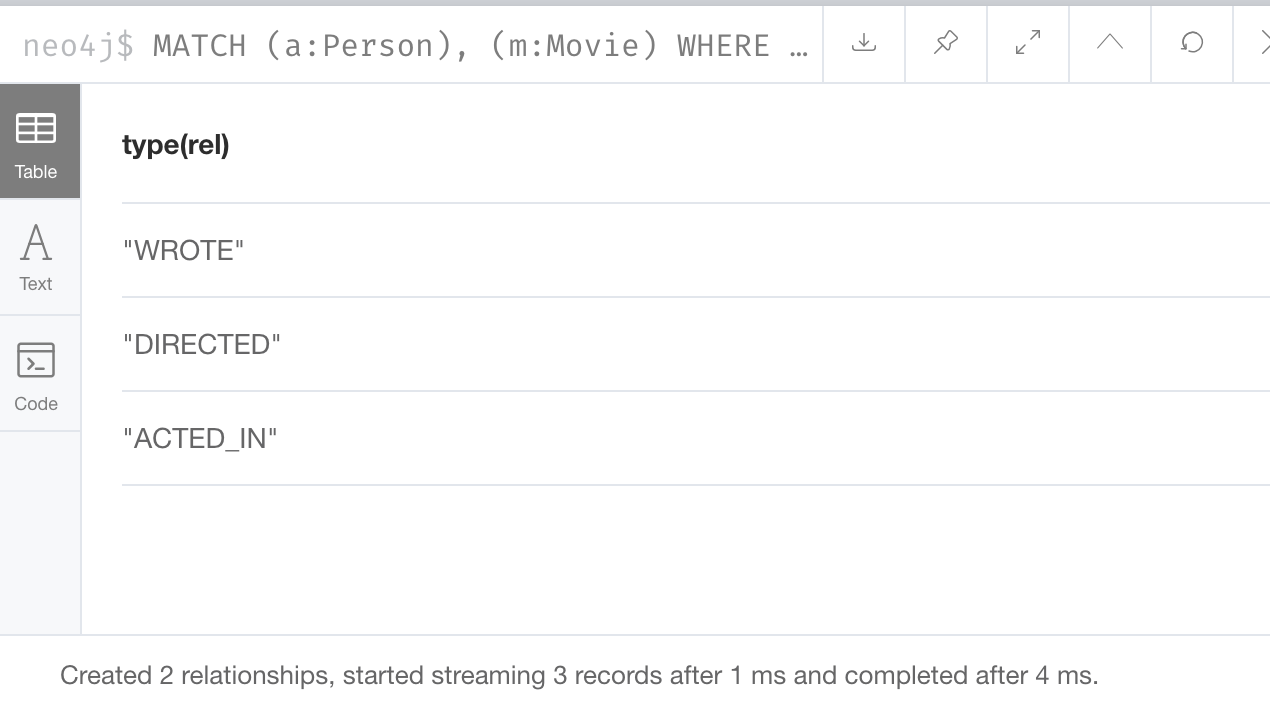 neo4j$ MATCH (a:Person), (m:Movie) WHERE …
Table
Text
Code
type(rel)
"WROTE"
"DIRECTED"
"ACTED_IN"
Created 2 relationships, started streaming 3 records after 1 ms and completed after 4 ms.